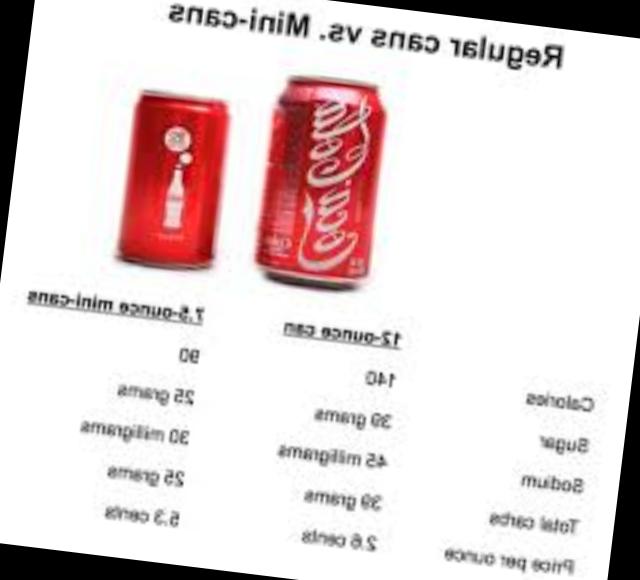 Regular cans vs. Mini-cans
Coca-Cola
12-ounce can 7.5-ounce mini-cans
Calories 140 90
Sugar 39 grams 25 grams
Sodium 45 milligrams 30 milligrams
Total carbs 39 grams 25 grams
Price per ounce 2.6 cents 5.3 cents